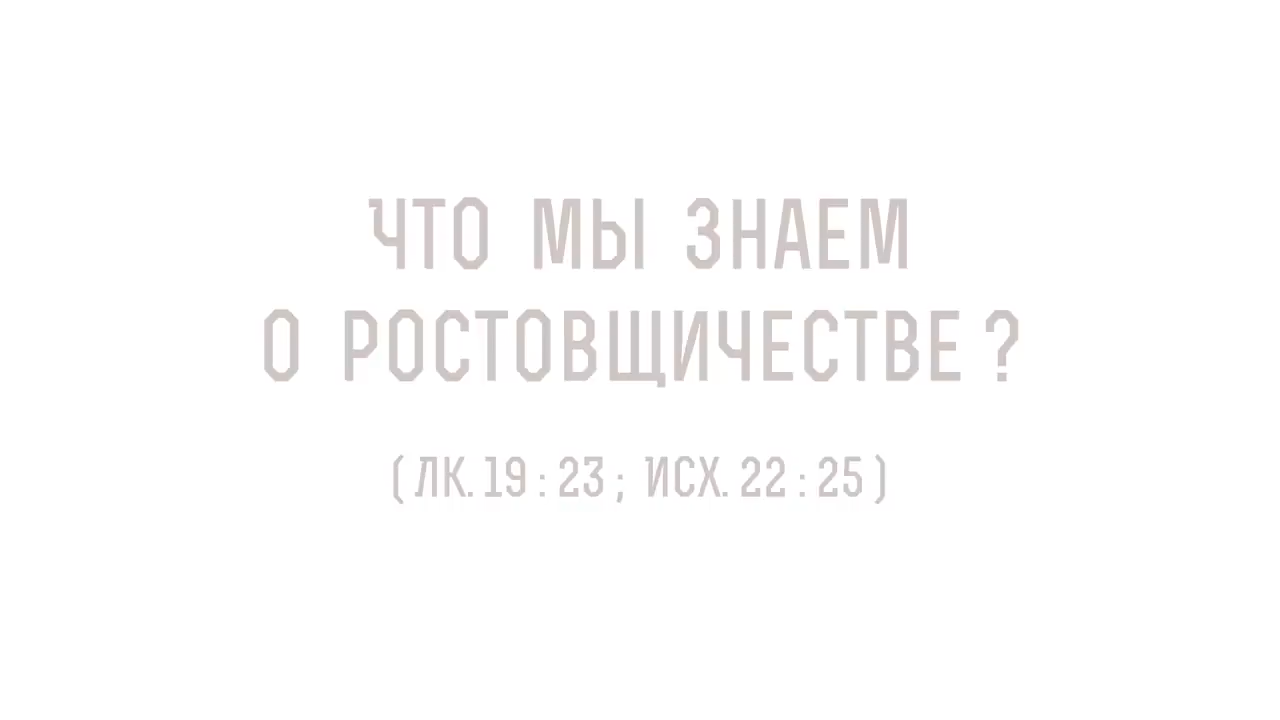 ЧТО МЫ ЗНАЕМ
О РОСТОВЩИЧЕСТВЕ?
(ЛК. 19:23; ИСХ. 22:25)